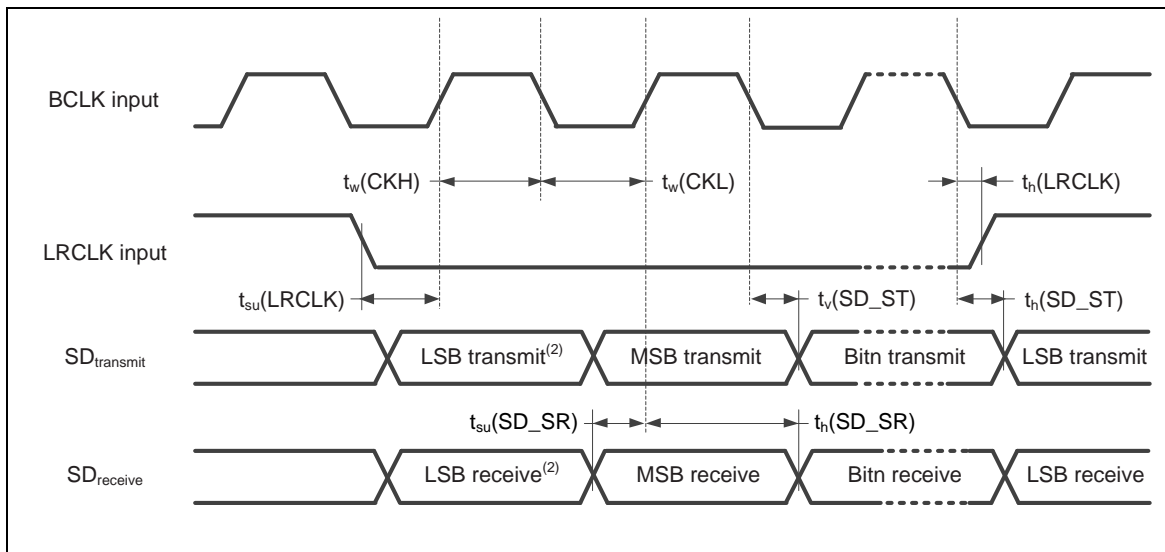 BCLK input
tw(CKH) tw(CKL) th(LRCLK)
LRCLK input
tsu(LRCLK) tv(SD_ST) th(SD_ST)
SDtransmit LSB transmit(2) MSB transmit Bitn transmit LSB transmit
tsu(SD_SR) th(SD_SR)
SDreceive LSB receive(2) MSB receive Bitn receive LSB receive